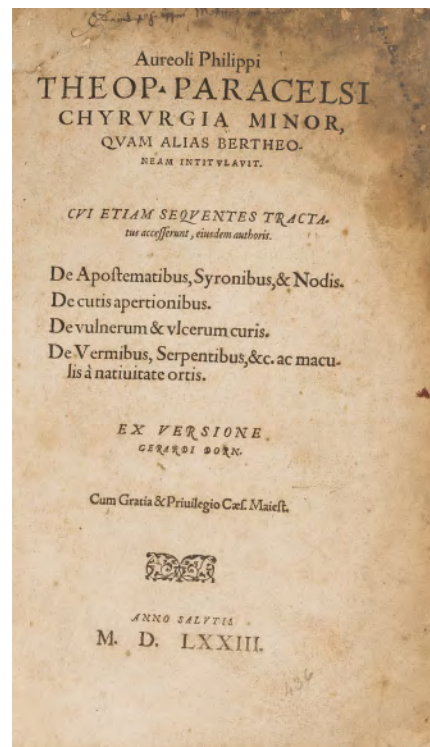 Aureoli Philippi
THEOP. PARACELSI
CHYRVRGIA MINOR,
QVAM ALIAS BERTHEO-
NEAM INTITVLAVIT.
CVI ETIAM SEQVENTES TRACTA-
tus accesserunt, eiusdem authoris.
De Apostematibus, Syronibus, & Nodis.
De cutis apertionibus.
De vulnerum & vlcerum curis.
De Vermibus, Serpentibus, &c. ac macu-
lis à natiuitate ortis.
EX VERSIONE
GERARDI DORN.
Cum Gratia & Priuilegio Cæs. Maiest.
ANNO SALVTIS
M. D. LXXIII.
436